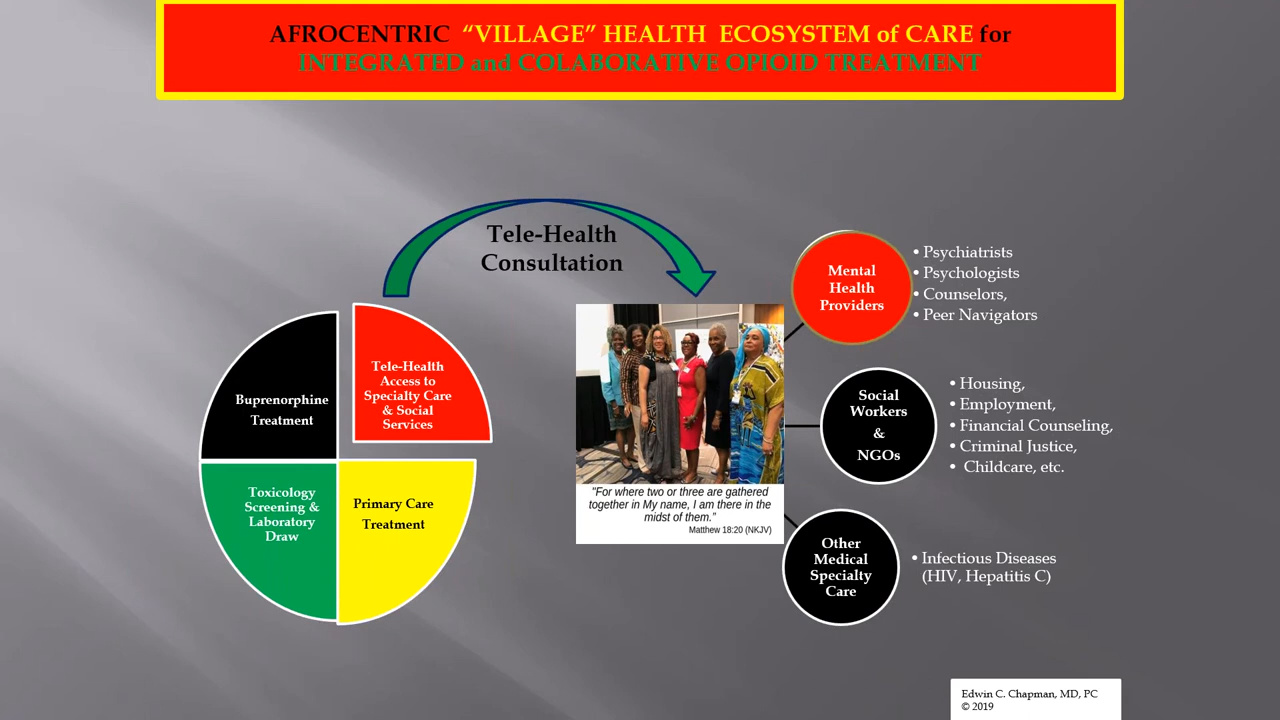 AFROCENTRIC “VILLAGE” HEALTH ECOSYSTEM of CARE for
INTEGRATED and COLABORATIVE OPIOID TREATMENT
Tele-Health
Consultation
Buprenorphine
Treatment
Tele-Health
Access to
Specialty Care
& Social
Services
Toxicology
Screening &
Laboratory
Draw
Primary Care
Treatment
"For where two or three are gathered
together in My name, I am there in the
midst of them."
Matthew 18:20 (NKJV)
Mental
Health
Providers
• Psychiatrists
• Psychologists
• Counselors,
• Peer Navigators
Social
Workers
&
NGOs
• Housing,
• Employment,
• Financial Counseling,
• Criminal Justice,
• Childcare, etc.
Other
Medical
Specialty
Care
• Infectious Diseases
(HIV, Hepatitis C)
Edwin C. Chapman, MD, PC
© 2019